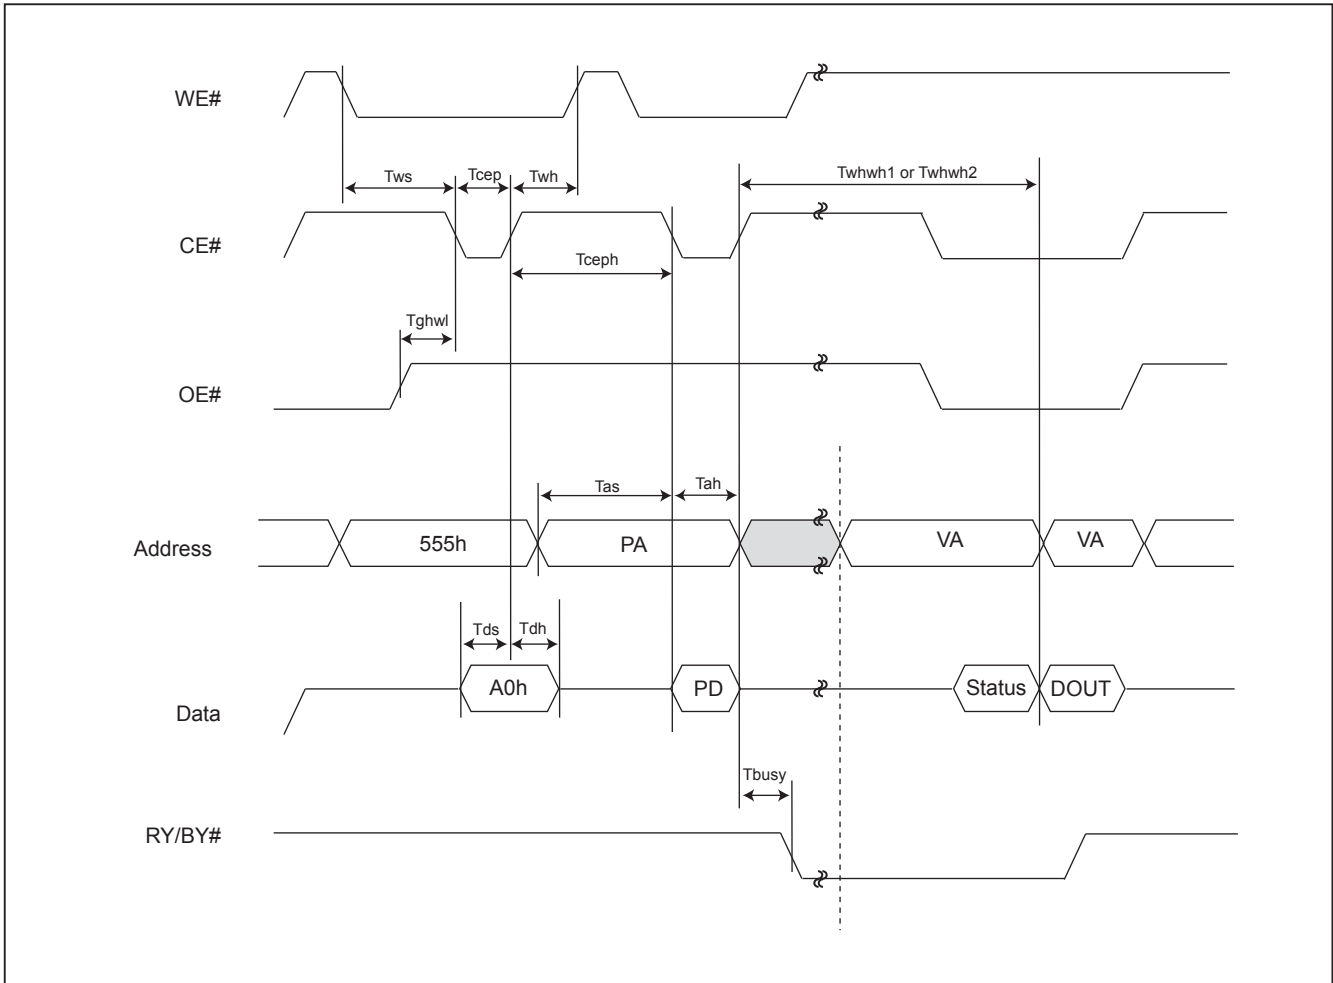 WE#
Tws
Tcep
Twh
Twhwh1 or Twhwh2
CE#
Tceph
Tghwl
OE#
Tas
Tah
Address
555h
PA
VA
VA
Tds
Tdh
Data
A0h
PD
Status
DOUT
Tbusy
RY/BY#